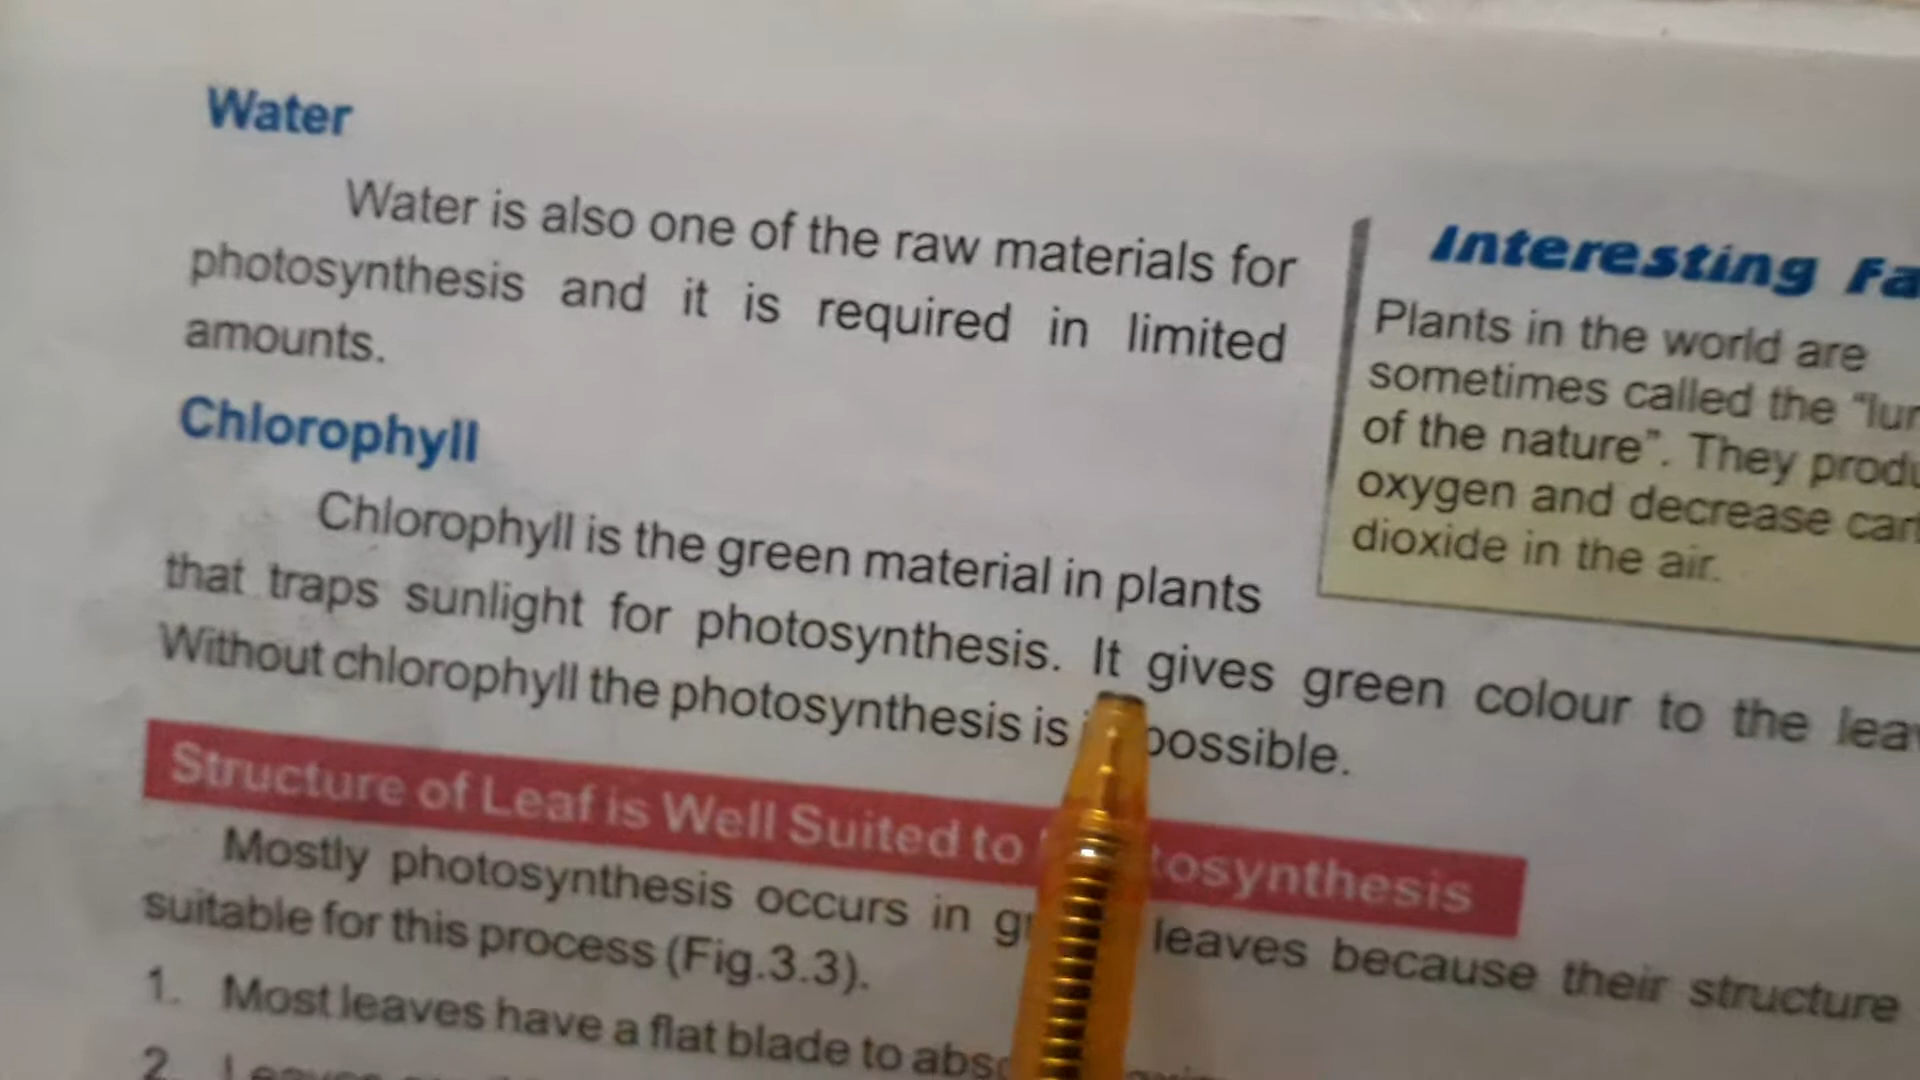 Water
Water is also one of the raw materials for
photosynthesis and it is required in limited
amounts.
Chlorophyll
Chlorophyll is the green material in plants
that traps sunlight for photosynthesis. It gives green colour to the
Without chlorophyll the photosynthesis is possible.
Structure of Leaf is Well Suited to
Mostly photosynthesis occurs in leaves because their structure
suitable for this process (Fig.3.3).
1. Most leaves have a flat blade to
2.
Interesting
Plants in the world are
sometimes called the
of the nature". They
oxygen and decrease
dioxide in the air.